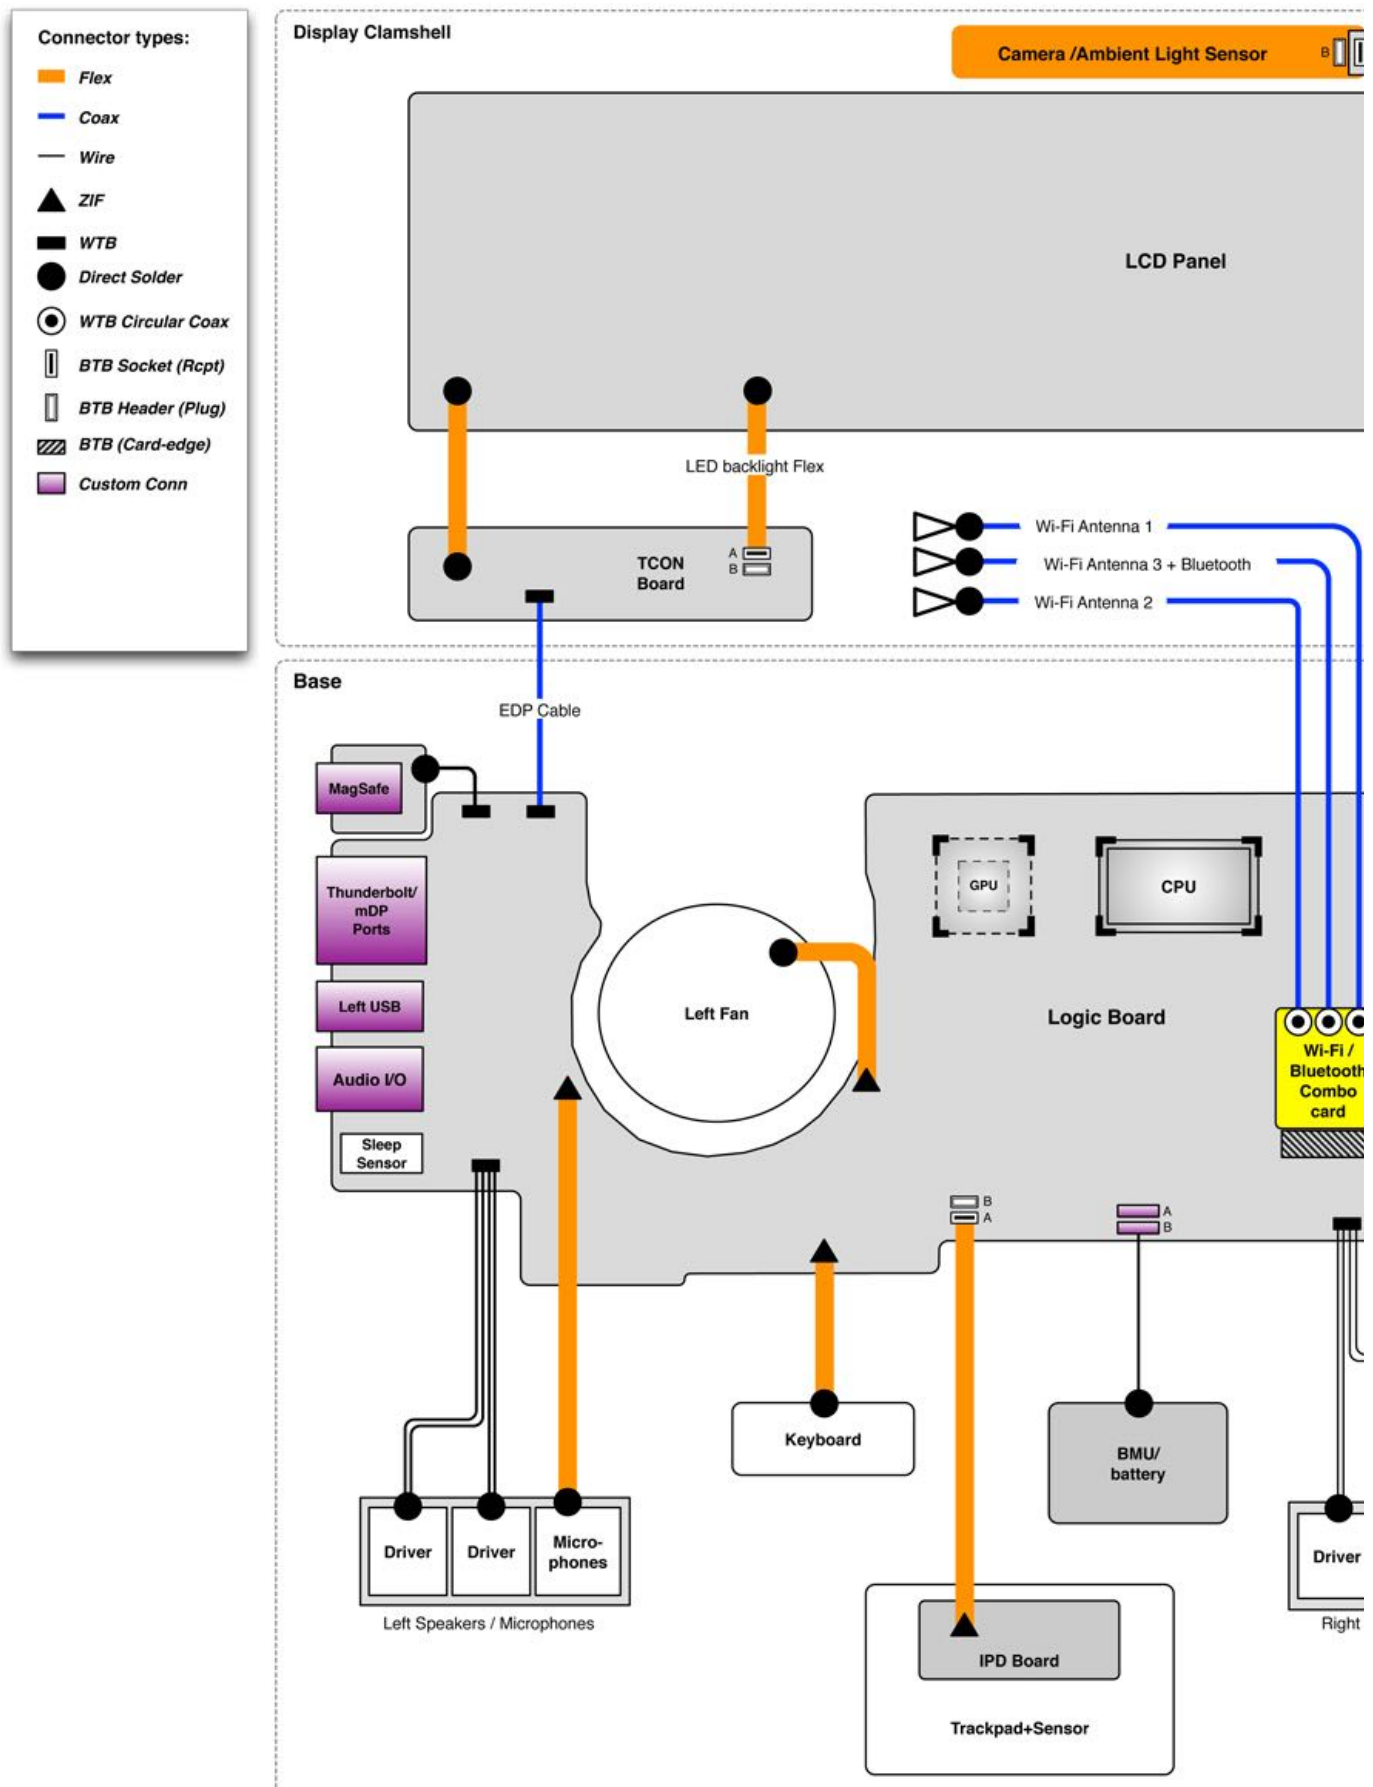 Connector types:
Flex
Coax
Wire
ZIF
WTB
Direct Solder
WTB Circular Coax
BTB Socket (Rcpt)
BTB Header (Plug)
BTB (Card-edge)
Custom Conn
Display Clamshell
Camera /Ambient Light Sensor
B
LCD Panel
LED backlight Flex
TCON
Board
A
B
Wi-Fi Antenna 1
Wi-Fi Antenna 3 + Bluetooth
Wi-Fi Antenna 2
Base
EDP Cable
MagSafe
Thunderbolt/
mDP
Ports
Left USB
Audio I/O
Sleep
Sensor
Left Fan
GPU
CPU
Logic Board
Wi-Fi /
Bluetooth
Combo
card
B
A
A
B
Keyboard
BMU/
battery
Driver
Driver
Micro-
phones
Left Speakers / Microphones
Driver
Right
IPD Board
Trackpad+Sensor